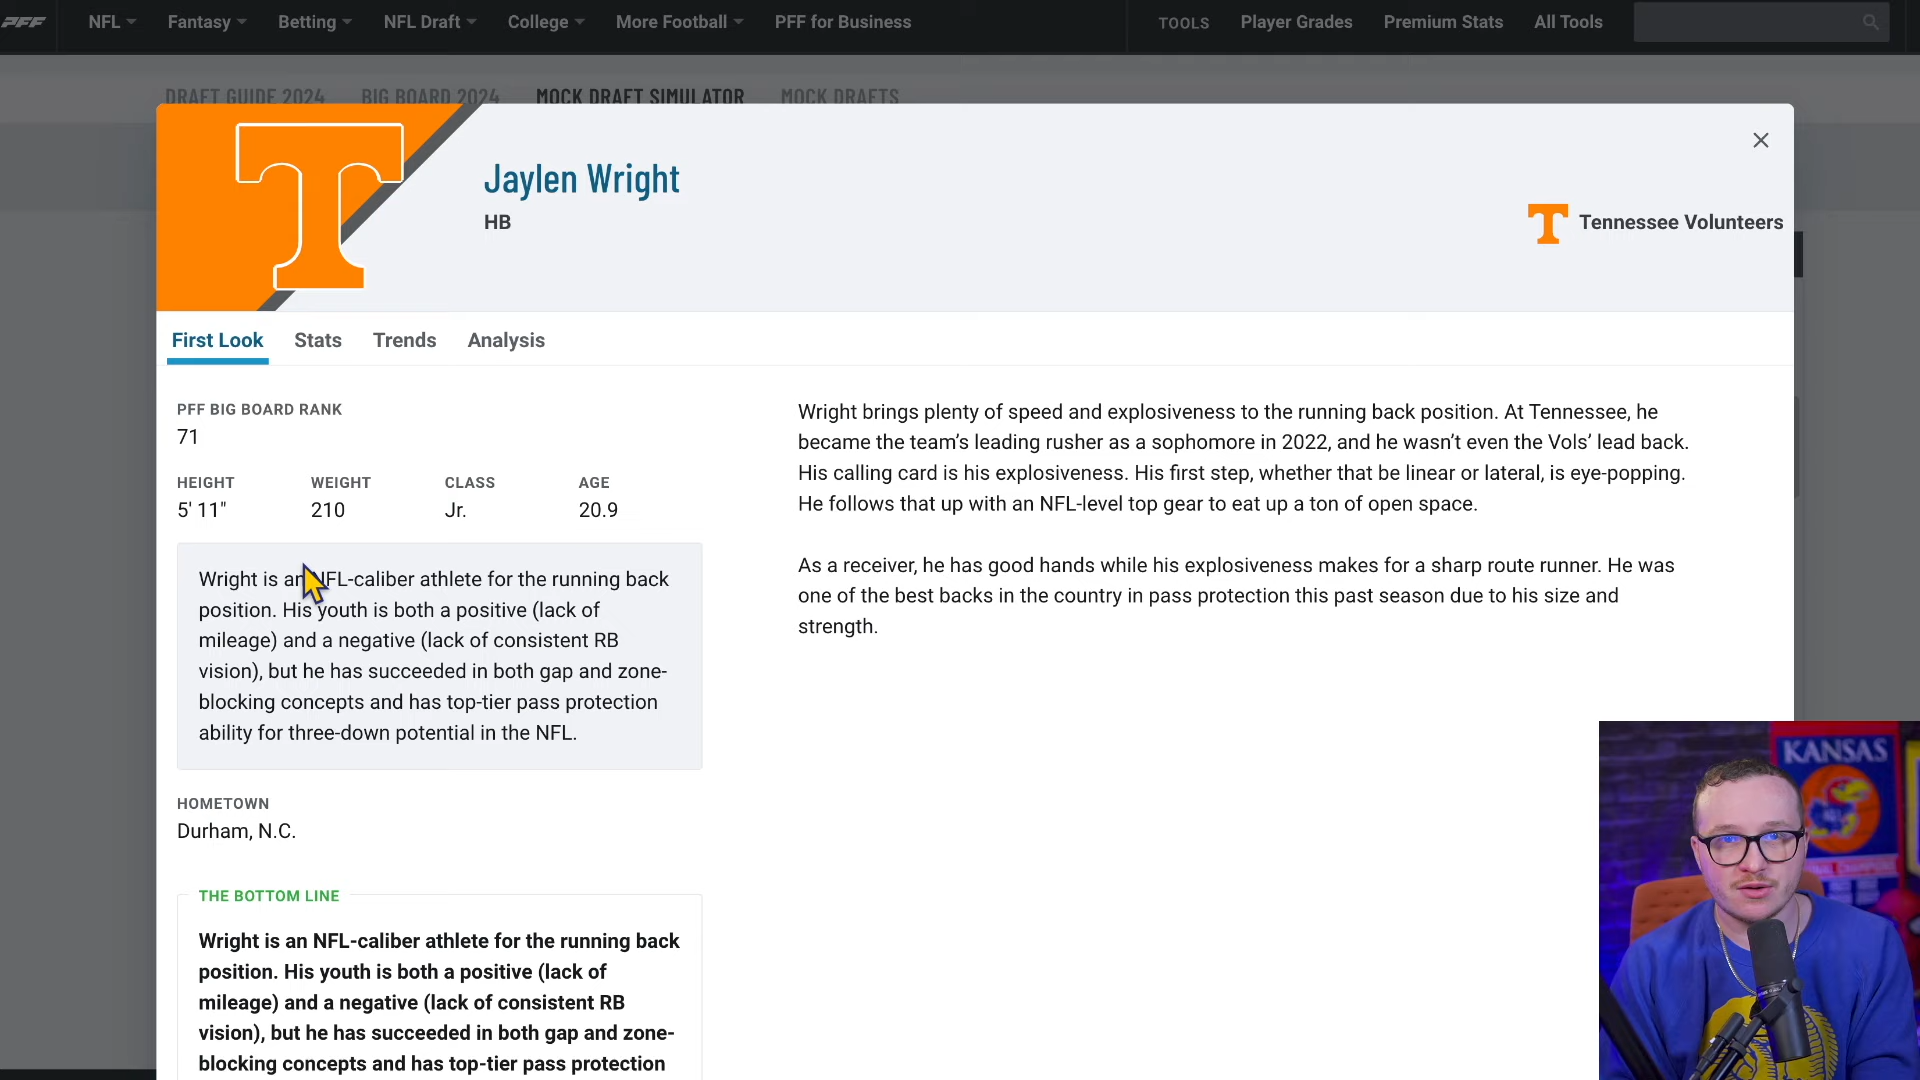 PFF
NFL
Fantasy
Betting
NFL Draft
College
More Football
PFF for Business
TOOLS
Player Grades
Premium Stats
All Tools
DRAFT GUIDE 2024
BIG BOARD 2024
MOCK DRAFT SIMULATOR
MOCK DRAFTS
Jaylen Wright
HB
T
T Tennessee Volunteers
First Look
Stats
Trends
Analysis
PFF BIG BOARD RANK
71
HEIGHT WEIGHT CLASS AGE
5' 11" 210 Jr. 20.9
Wright is an NFL-caliber athlete for the running back
position. His youth is both a positive (lack of
mileage) and a negative (lack of consistent RB
vision), but he has succeeded in both gap and zone-
blocking concepts and has top-tier pass protection
ability for three-down potential in the NFL.
HOMETOWN
Durham, N.C.
THE BOTTOM LINE
Wright is an NFL-caliber athlete for the running back
position. His youth is both a positive (lack of
mileage) and a negative (lack of consistent RB
vision), but he has succeeded in both gap and zone-
blocking concepts and has top-tier pass protection
Wright brings plenty of speed and explosiveness to the running back position. At Tennessee, he
became the team's leading rusher as a sophomore in 2022, and he wasn't even the Vols' lead back.
His calling card is his explosiveness. His first step, whether that be linear or lateral, is eye-popping.
He follows that up with an NFL-level top gear to eat up a ton of open space.
As a receiver, he has good hands while his explosiveness makes for a sharp route runner. He was
one of the best backs in the country in pass protection this past season due to his size and
strength.
KANSAS